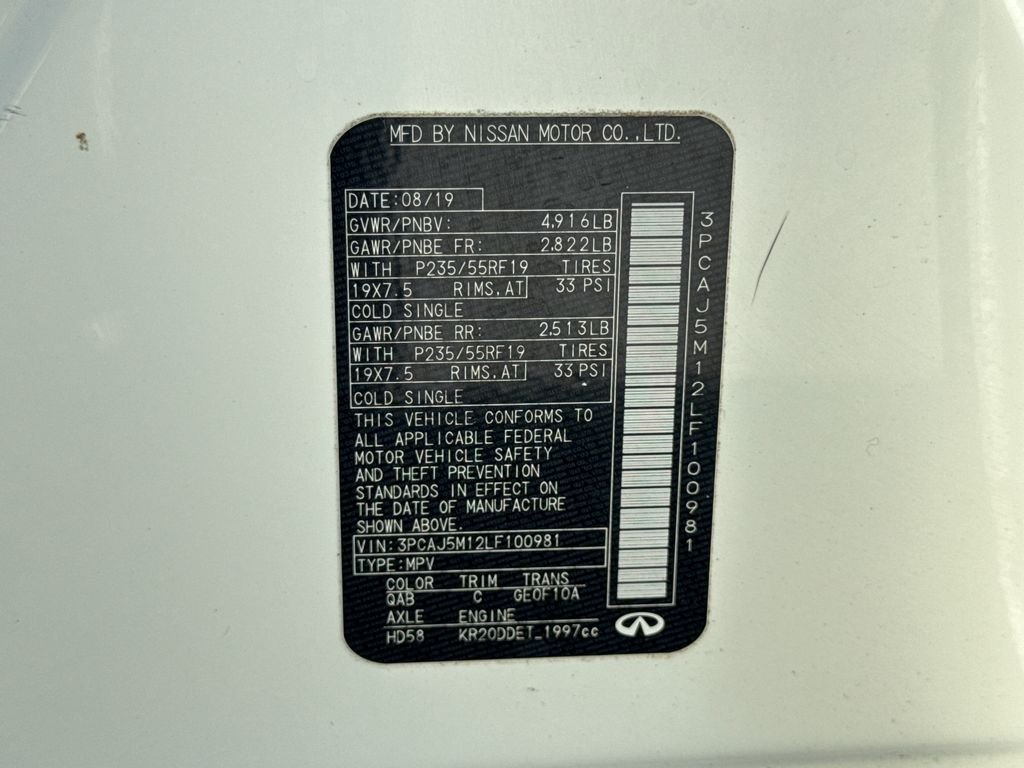 MFD BY NISSAN MOTOR CO.,LTD.
DATE:08/19
GVWR/PNBV: 4,916LB
GAWR/PNBE FR: 2,822LB
WITH P235/55RF19 TIRES
19X7.5 RIMS.AT 33 PSI
COLD SINGLE
GAWR/PNBE RR: 2,513LB
WITH P235/55RF19 TIRES
19X7.5 RIMS.AT 33 PSI
COLD SINGLE
THIS VEHICLE CONFORMS TO
ALL APPLICABLE FEDERAL
MOTOR VEHICLE SAFETY
AND THEFT PREVENTION
STANDARDS IN EFFECT ON
THE DATE OF MANUFACTURE
SHOWN ABOVE.
VIN:3PCAJ5M12LF100981
TYPE:MPV
COLOR TRIM TRANS
QAB C GE0F10A
AXLE ENGINE
HD58 KR20DDET_1997cc
3PCAJ5M12LF100981